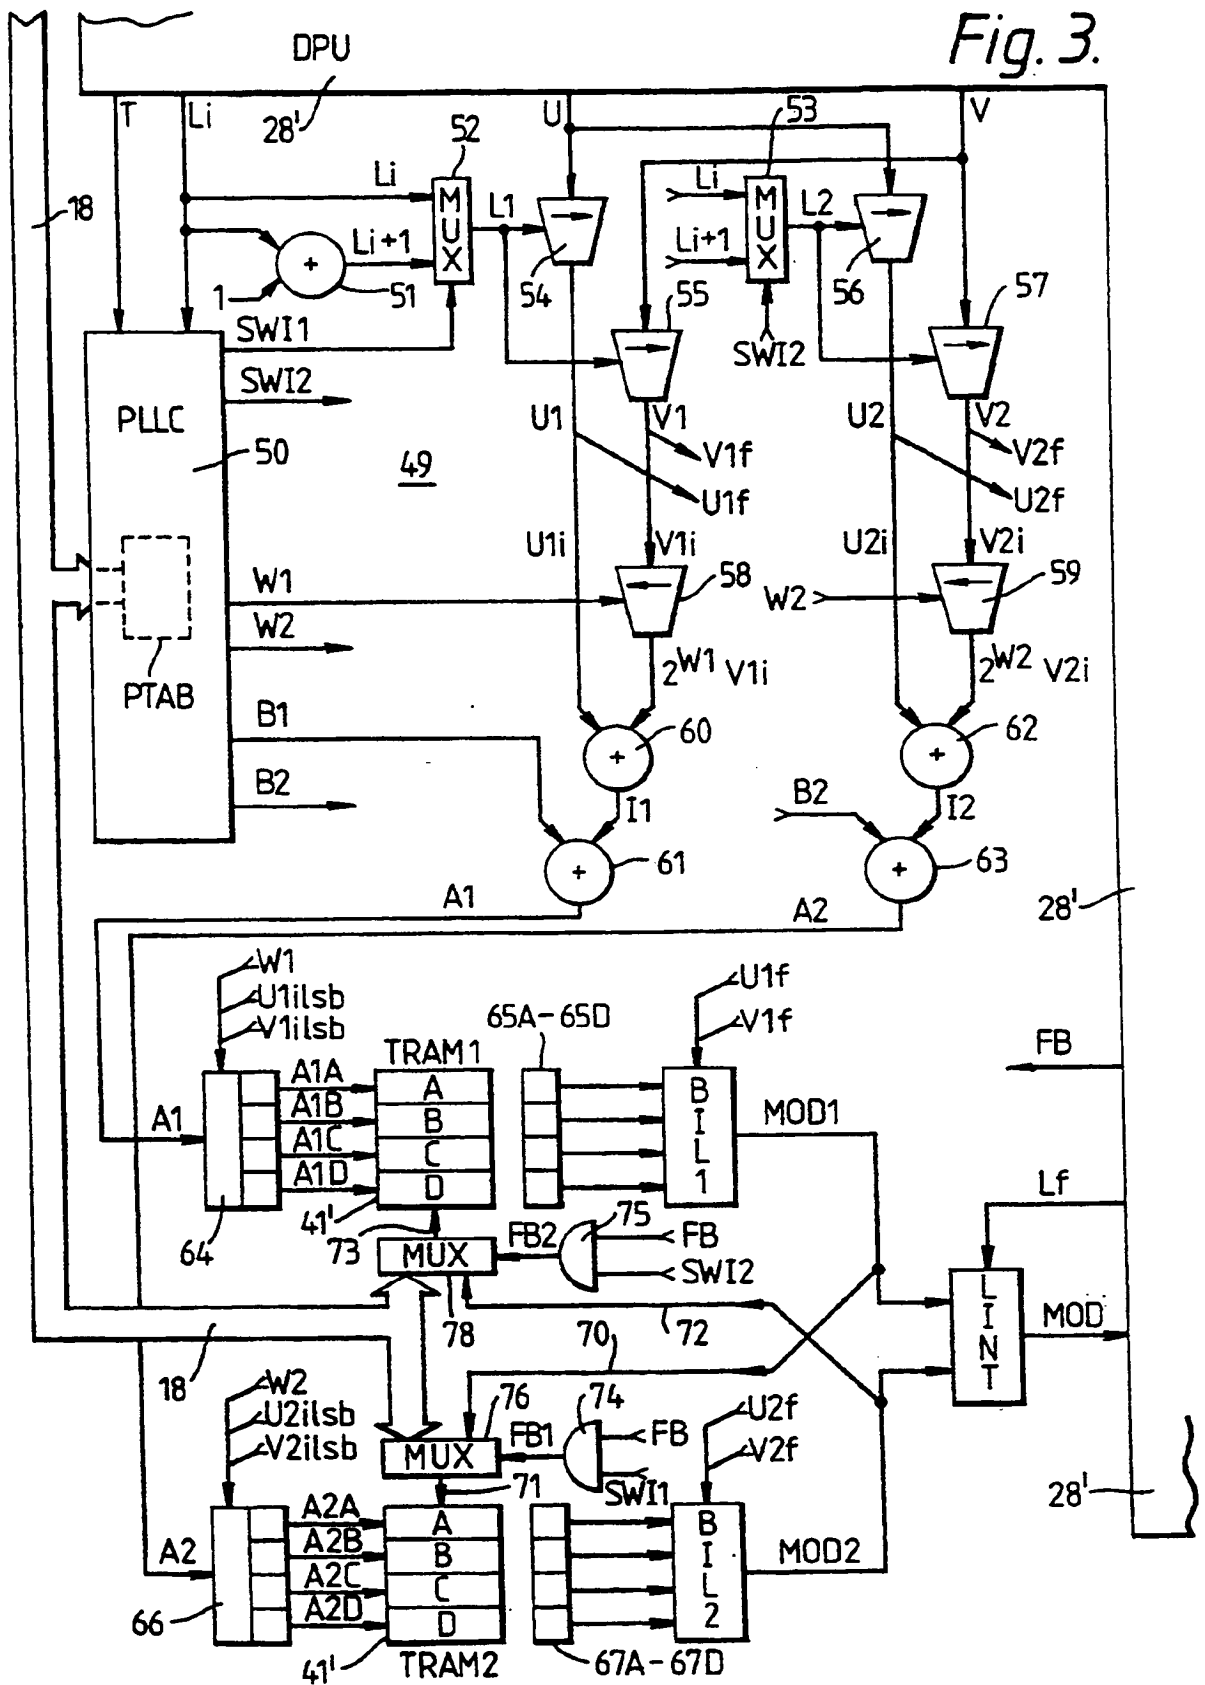 Fig. 3.
DPU
T Li 28' U V
18
52
53
Li
MUX
L1
Li
Li+1
MUX
L2
Li+1
+
1
51
54
55
56
57
SWI1
SWI2
SWI2
PLLC
50
49
U1 V1
V1f
U1f
U2 V2
V2f
U2f
U1i V1i
U2i V2i
W1
58
W2
59
W2
PTAB
2^W1 V1i
2^W2 V2i
B1
+
60
+
62
B2
I1
B2
I2
+
61
+
63
A1
A2
28'
W1
U1ilsb
V1ilsb
65A-65D
U1f
V1f
FB
TRAM1
A1A
A1B
A1C
A1D
A
B
C
D
BIL1
A1
MOD1
Lf
64
41'
73
MUX
FB2
75
FB
SWI2
78
72
70
LINT
MOD
18
W2
U2ilsb
V2ilsb
76
MUX
FB1
74
FB
SWI1
U2f
V2f
71
28'
A2A
A2B
A2C
A2D
A
B
C
D
BIL2
A2
MOD2
66
41'
TRAM2
67A-67D